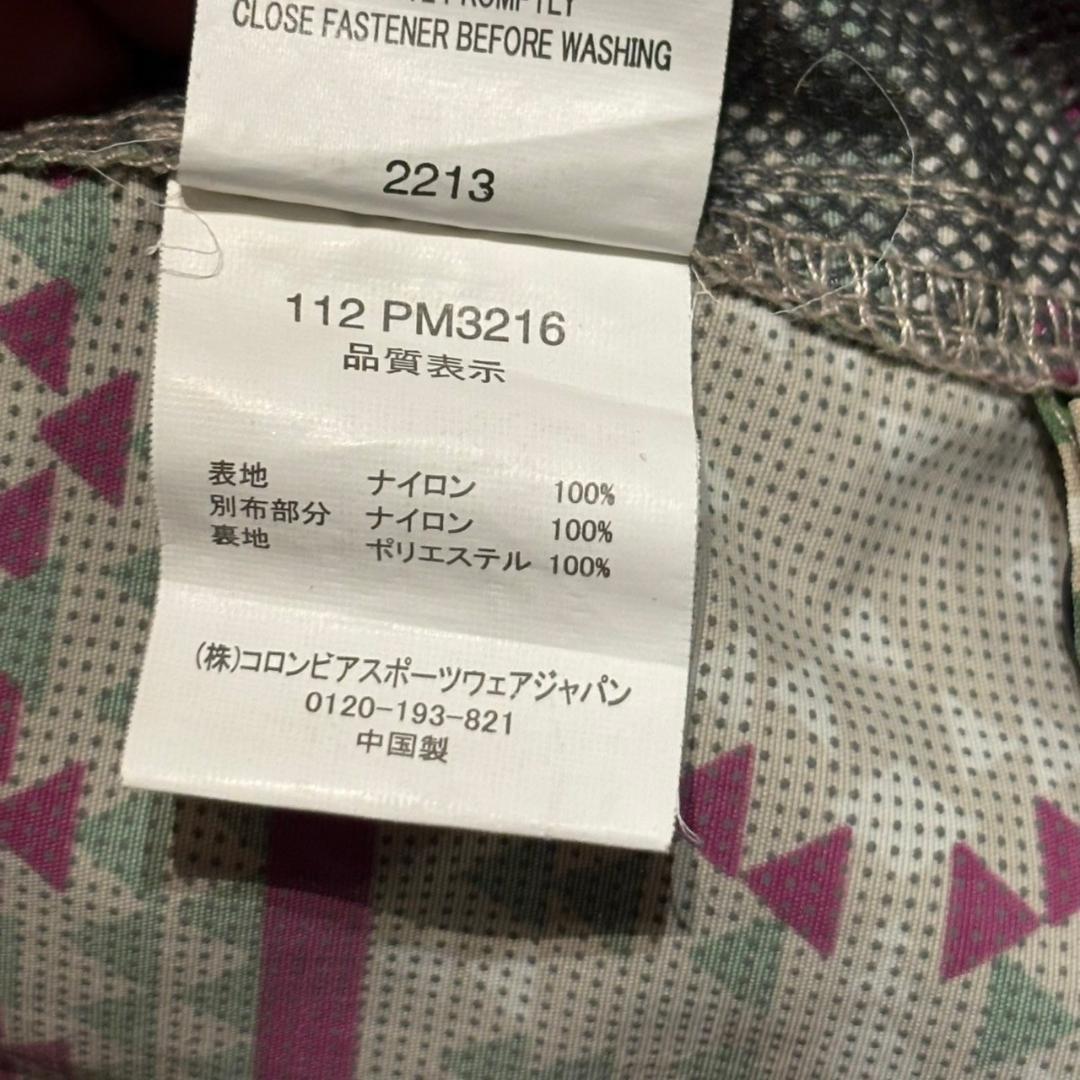 PROMPTLY
CLOSE FASTENER BEFORE WASHING
2213
112 PM3216
品質表示
表地 ナイロン 100%
別布部分 ナイロン 100%
裏地 ポリエステル 100%
(株)コロンビアスポーツウェアジャパン
0120-193-821
中国製